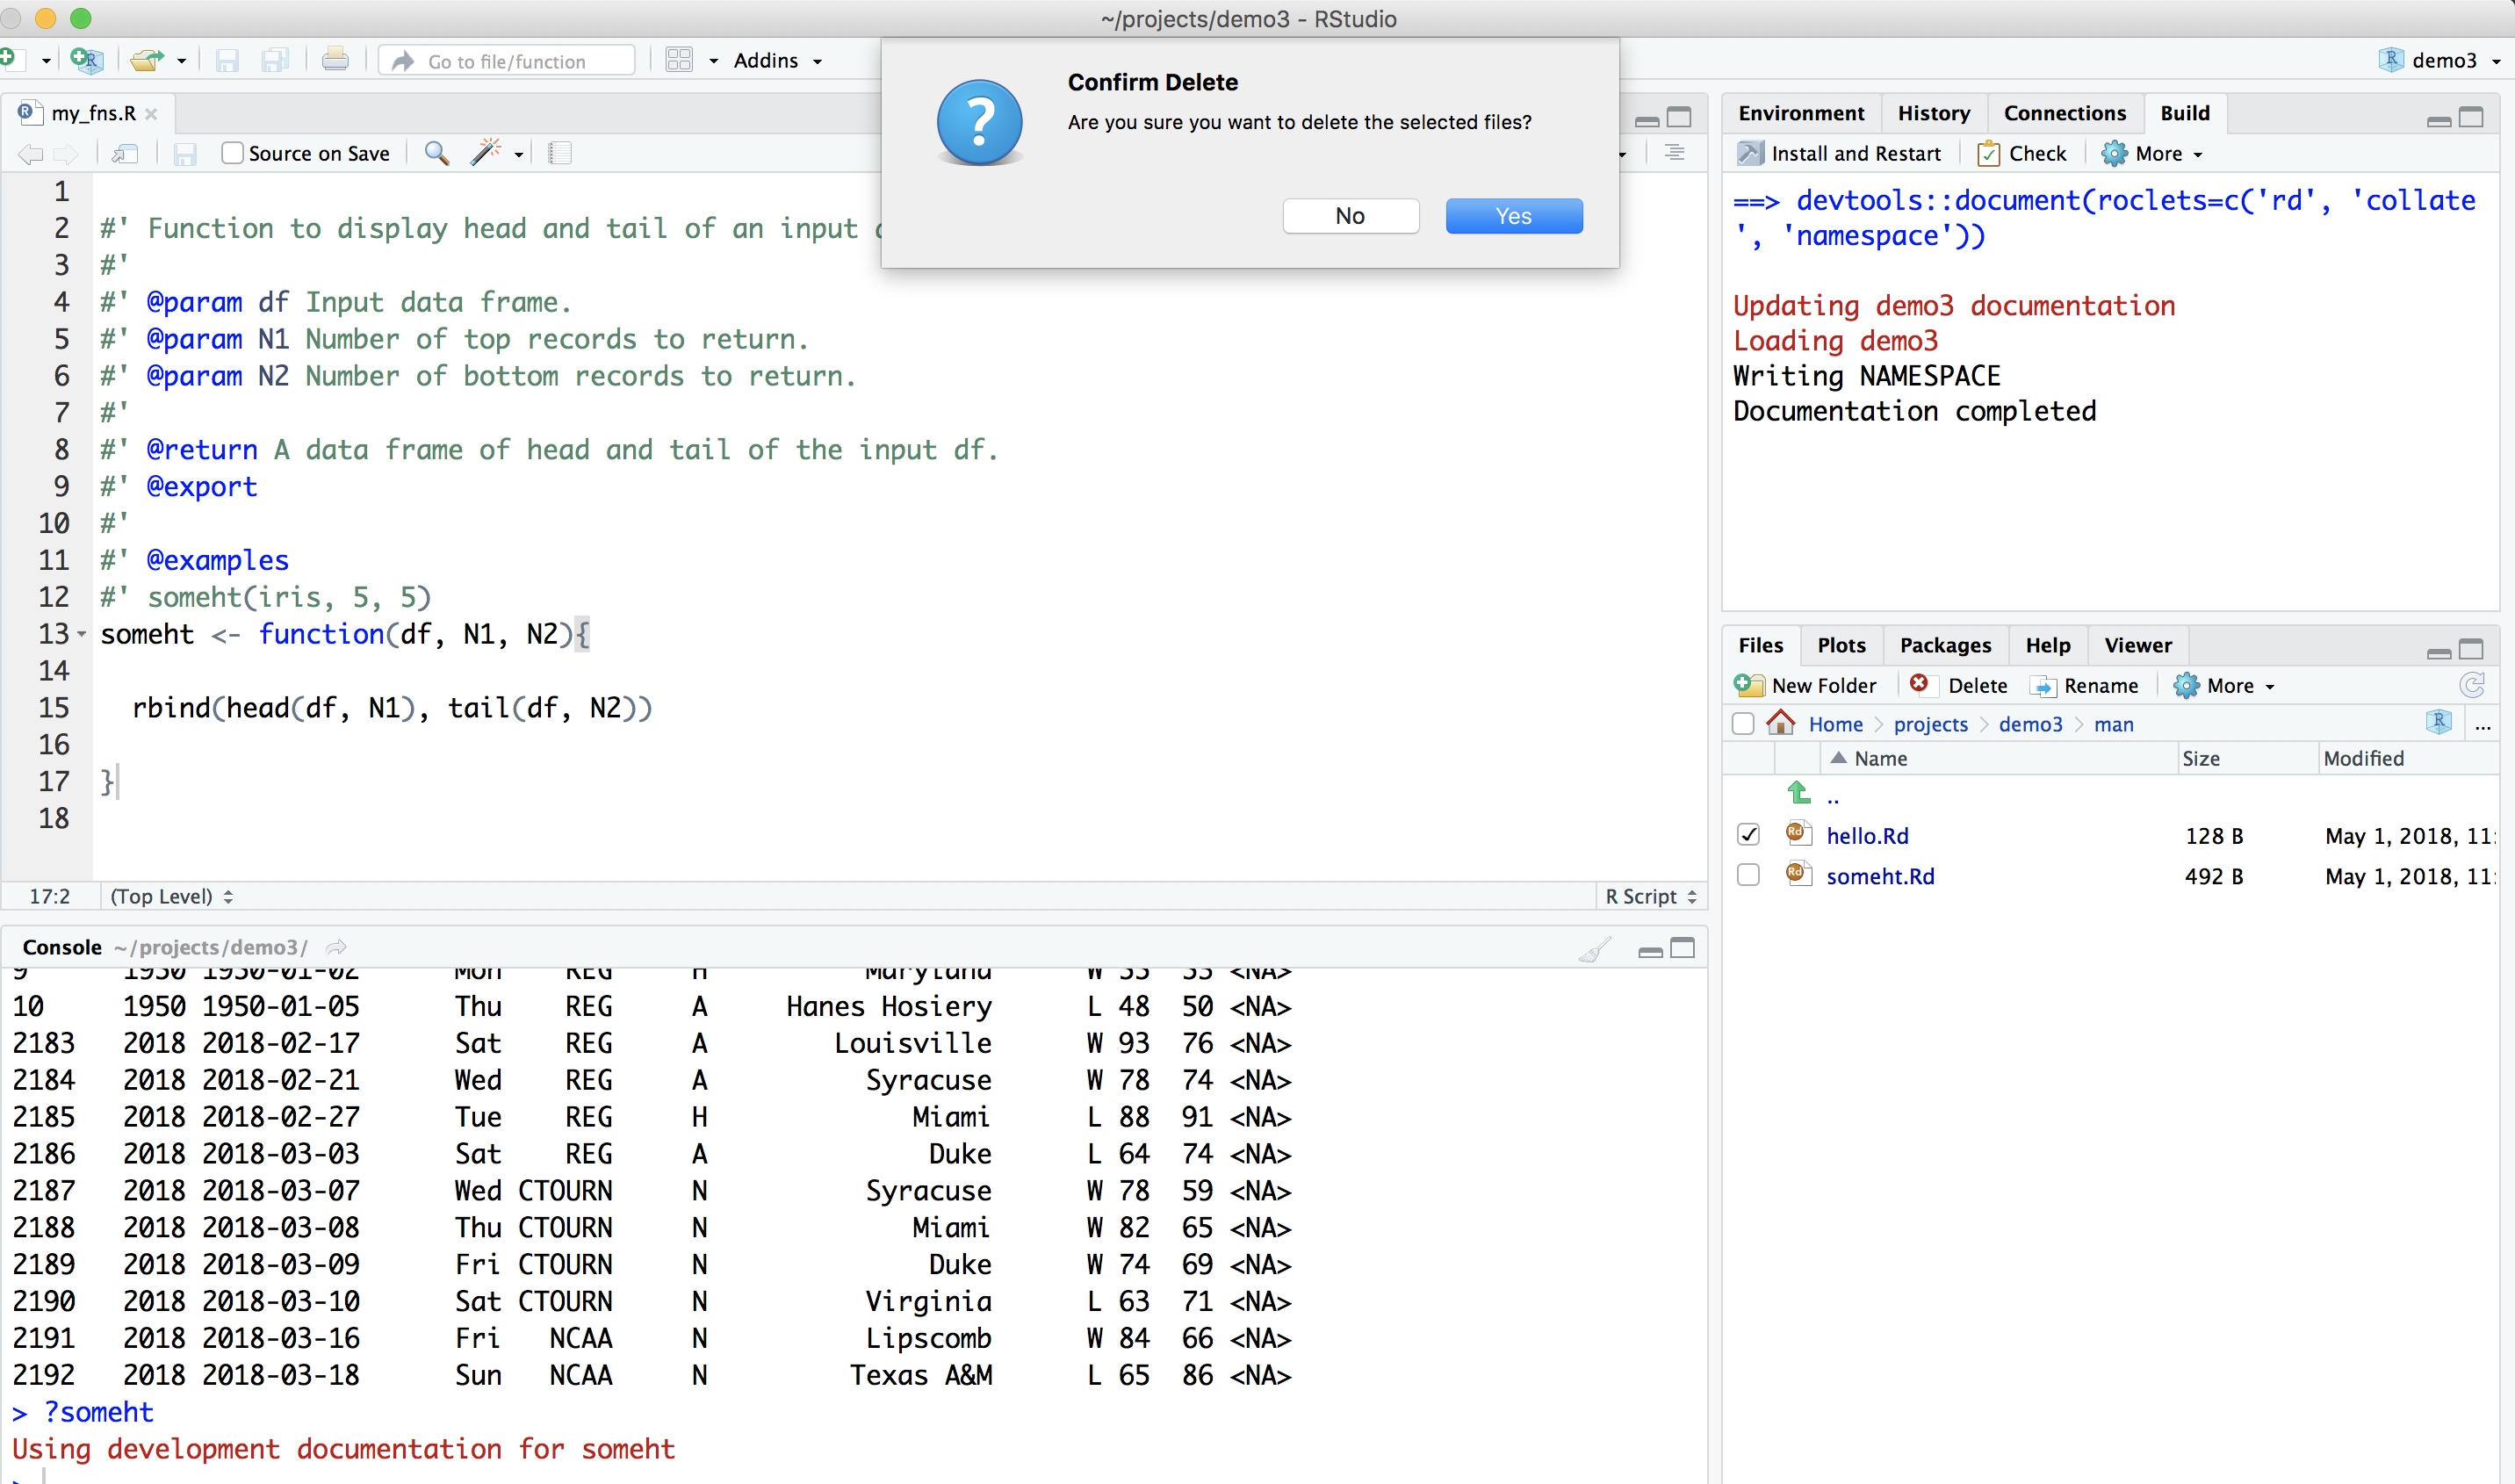 ~/projects/demo3 - RStudio
Go to file/function
Addins
demo3
Confirm Delete
Are you sure you want to delete the selected files?
No
Yes
my_fns.R
Source on Save
1
2 #' Function to display head and tail of an input
3 #'
4 #' @param df Input data frame.
5 #' @param N1 Number of top records to return.
6 #' @param N2 Number of bottom records to return.
7 #'
8 #' @return A data frame of head and tail of the input df.
9 #' @export
10 #'
11 #' @examples
12 #' someht(iris, 5, 5)
13 someht <- function(df, N1, N2){
14
15 rbind(head(df, N1), tail(df, N2))
16
17 }
18
17:2 (Top Level) R Script
Environment History Connections Build
Install and Restart Check More
==> devtools::document(roclets=c('rd', 'collate
', 'namespace'))
Updating demo3 documentation
Loading demo3
Writing NAMESPACE
Documentation completed
Files Plots Packages Help Viewer
New Folder Delete Rename More
Home projects demo3 man ...
Name Size Modified
..
hello.Rd 128 B May 1, 2018, 11:
someht.Rd 492 B May 1, 2018, 11:
Console ~/projects/demo3/
9 1950 1950-01-02 Mon REG H Maryland W 55 <NA>
10 1950 1950-01-05 Thu REG A Hanes Hosiery L 48 50 <NA>
2183 2018 2018-02-17 Sat REG A Louisville W 93 76 <NA>
2184 2018 2018-02-21 Wed REG A Syracuse W 78 74 <NA>
2185 2018 2018-02-27 Tue REG H Miami L 88 91 <NA>
2186 2018 2018-03-03 Sat REG A Duke L 64 74 <NA>
2187 2018 2018-03-07 Wed CTOURN N Syracuse W 78 59 <NA>
2188 2018 2018-03-08 Thu CTOURN N Miami W 82 65 <NA>
2189 2018 2018-03-09 Fri CTOURN N Duke W 74 69 <NA>
2190 2018 2018-03-10 Sat CTOURN N Virginia L 63 71 <NA>
2191 2018 2018-03-16 Fri NCAA N Lipscomb W 84 66 <NA>
2192 2018 2018-03-18 Sun NCAA N Texas A&M L 65 86 <NA>
> ?someht
Using development documentation for someht
>